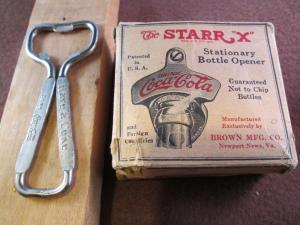 The STARR "X"
Stationary
Bottle Opener
Patented
in
U.S.A.
DRINK
Coca-Cola
Guaranteed
Not to Chip
Bottles
and
Foreign
Countries
Manufactured
Exclusively by
BROWN MFG. CO.
Newport News, Va.